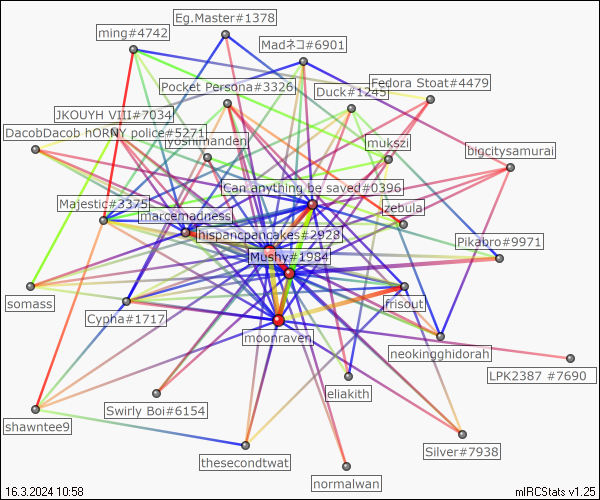 Eg.Master#1378
ming#4742
Madネコ#6901
Pocket Persona#3326
Fedora Stoat#4479
Duck#1245
JKOUYH VIII#7034
DacobDacob hORNY police#5271
yoshimanden
mukszi
bigcitysamurai
Can anything be saved#0396
Majestic#3375
marcemadness
zebula
hispancpancakes#2928
Pikabro#9971
Mushy#1984
somass
Cypha#1717
frisout
moonraven
neokingghidorah
LPK2387 #7690
eliakith
Swirly Boi#6154
shawntee9
Silver#7938
thesecondtwat
normalwan
16.3.2024 10:58
mIRCStats v1.25